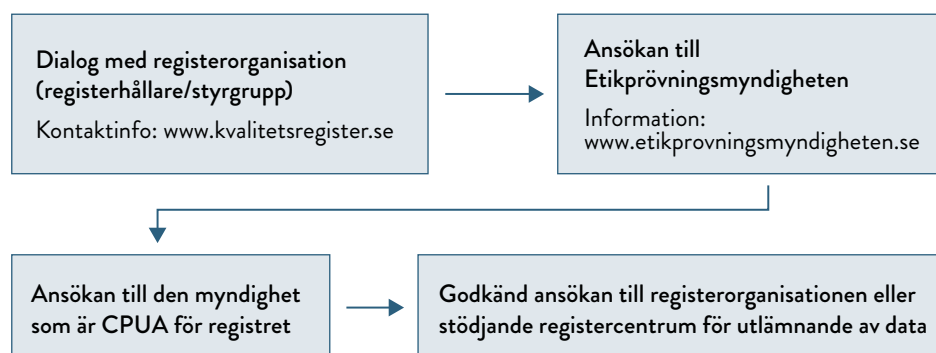 Dialog med registerorganisation
(registerhållare/styrgrupp)
Kontaktinfo: www.kvalitetsregister.se
Ansökan till
Etikprövningsmyndigheten
Information:
www.etikprovningsmyndigheten.se
Ansökan till den myndighet
som är CPUA för registret
Godkänd ansökan till registerorganisationen eller
stödjande registercentrum för utlämnande av data